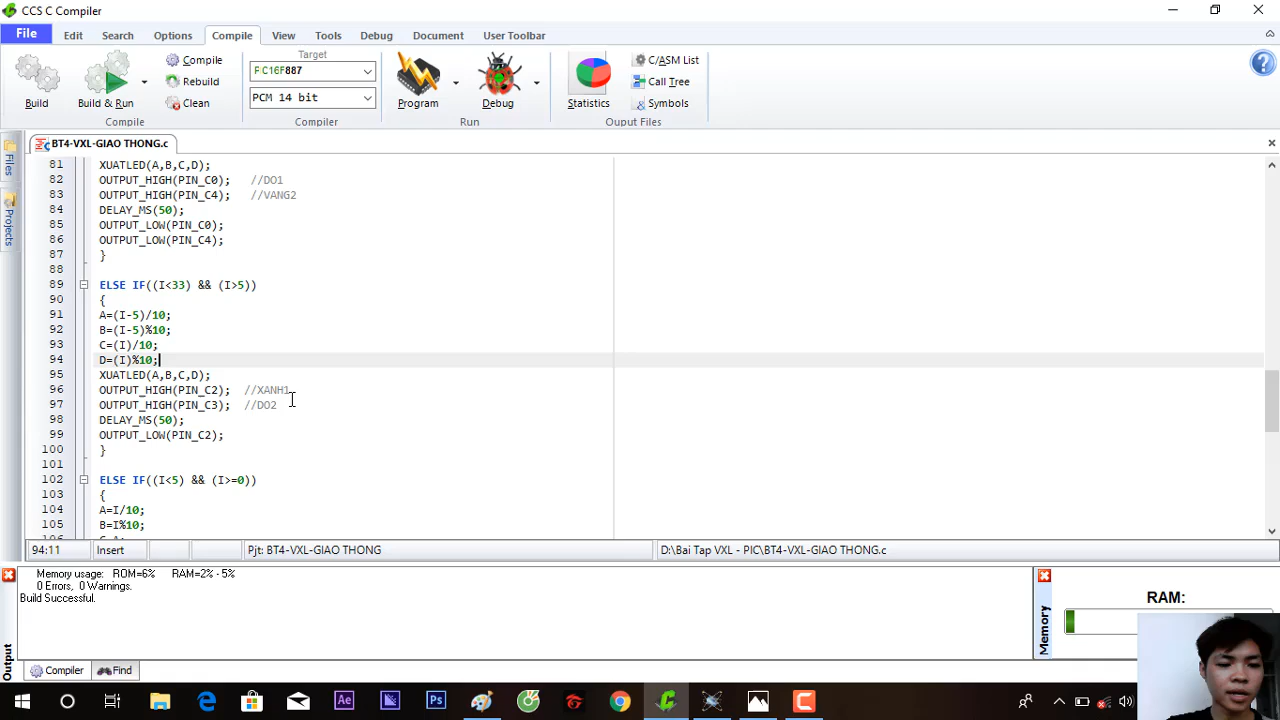 CCS C Compiler
File Edit Search Options Compile View Tools Debug Document User Toolbar
Build
Build & Run
Compile
Rebuild
Clean
Compile
Target
PIC16F887
PCM 14 bit
Compiler
Program
Debug
Run
Statistics
C/ASM List
Call Tree
Symbols
Ouput Files
Files
Projects
BT4-VXL-GIAO THONG.c
81 XUATLED(A,B,C,D);
82 OUTPUT_HIGH(PIN_C0); //DO1
83 OUTPUT_HIGH(PIN_C4); //VANG2
84 DELAY_MS(50);
85 OUTPUT_LOW(PIN_C0);
86 OUTPUT_LOW(PIN_C4);
87 }
88
89 ELSE IF((I<33) && (I>5))
90 {
91 A=(I-5)/10;
92 B=(I-5)%10;
93 C=(I)/10;
94 D=(I)%10;
95 XUATLED(A,B,C,D);
96 OUTPUT_HIGH(PIN_C2); //XANH1
97 OUTPUT_HIGH(PIN_C3); //DO2
98 DELAY_MS(50);
99 OUTPUT_LOW(PIN_C2);
100 }
101
102 ELSE IF((I<5) && (I>=0))
103 {
104 A=I/10;
105 B=I%10;
94:11 Insert Pjt: BT4-VXL-GIAO THONG D:\Bai Tap VXL - PIC\BT4-VXL-GIAO THONG.c
Memory usage: ROM=6% RAM=2% - 5%
0 Errors, 0 Warnings.
Build Successful.
Output
Compiler Find
Memory
RAM:
Ae
Ps